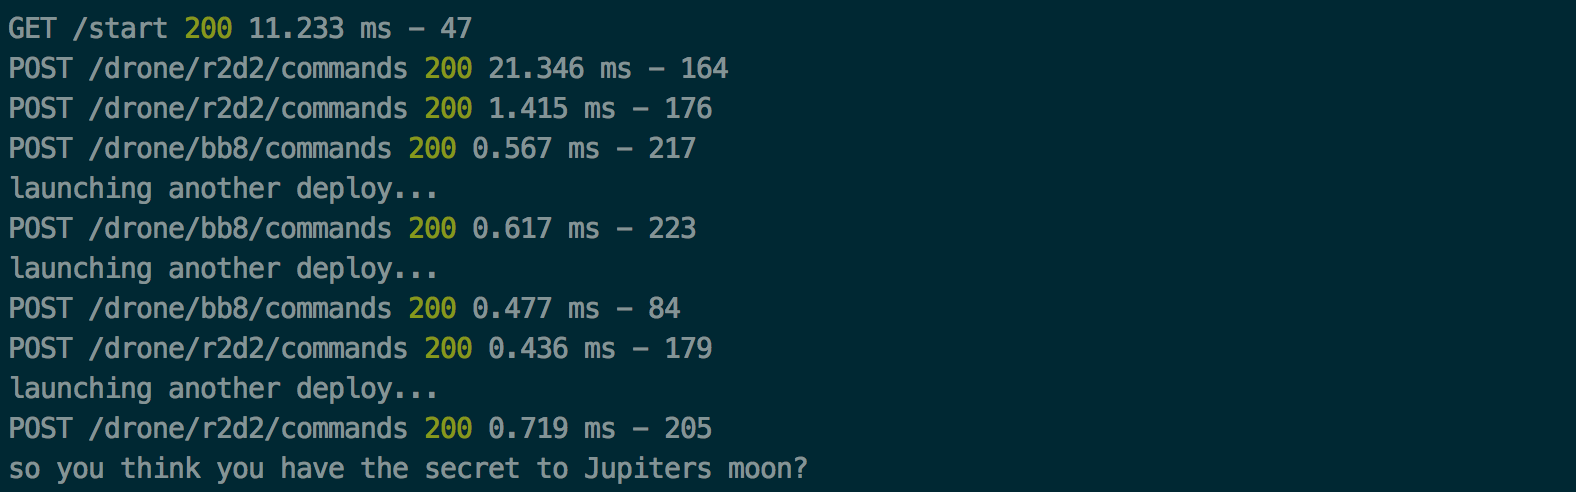 GET /start 200 11.233 ms - 47
POST /drone/r2d2/commands 200 21.346 ms - 164
POST /drone/r2d2/commands 200 1.415 ms - 176
POST /drone/bb8/commands 200 0.567 ms - 217
launching another deploy...
POST /drone/bb8/commands 200 0.617 ms - 223
launching another deploy...
POST /drone/bb8/commands 200 0.477 ms - 84
POST /drone/r2d2/commands 200 0.436 ms - 179
launching another deploy...
POST /drone/r2d2/commands 200 0.719 ms - 205
so you think you have the secret to Jupiters moon?